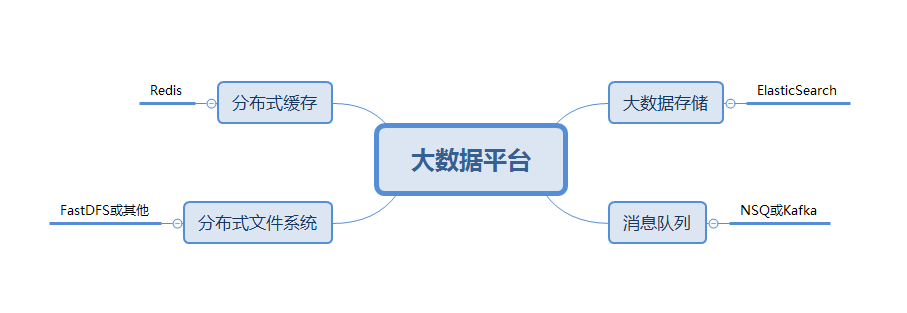 Redis
分布式缓存
大数据存储
ElasticSearch
大数据平台
FastDFS或其他
分布式文件系统
消息队列
NSQ或Kafka